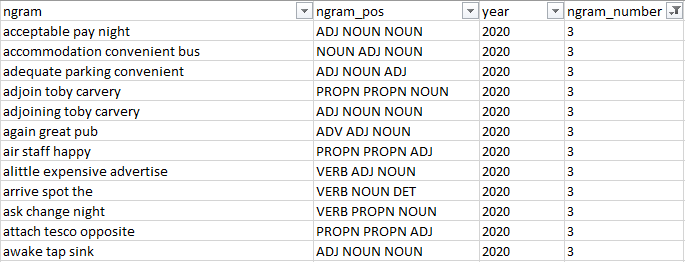 ngram ngram_pos year ngram_number
acceptable pay night ADJ NOUN NOUN 2020 3
accommodation convenient bus NOUN ADJ NOUN 2020 3
adequate parking convenient ADJ NOUN ADJ 2020 3
adjoin toby carvery PROPN PROPN NOUN 2020 3
adjoining toby carvery ADJ NOUN NOUN 2020 3
again great pub ADV ADJ NOUN 2020 3
air staff happy PROPN PROPN ADJ 2020 3
alittle expensive advertise VERB ADJ NOUN 2020 3
arrive spot the VERB NOUN DET 2020 3
ask change night VERB PROPN NOUN 2020 3
attach tesco opposite PROPN PROPN ADJ 2020 3
awake tap sink ADJ NOUN NOUN 2020 3